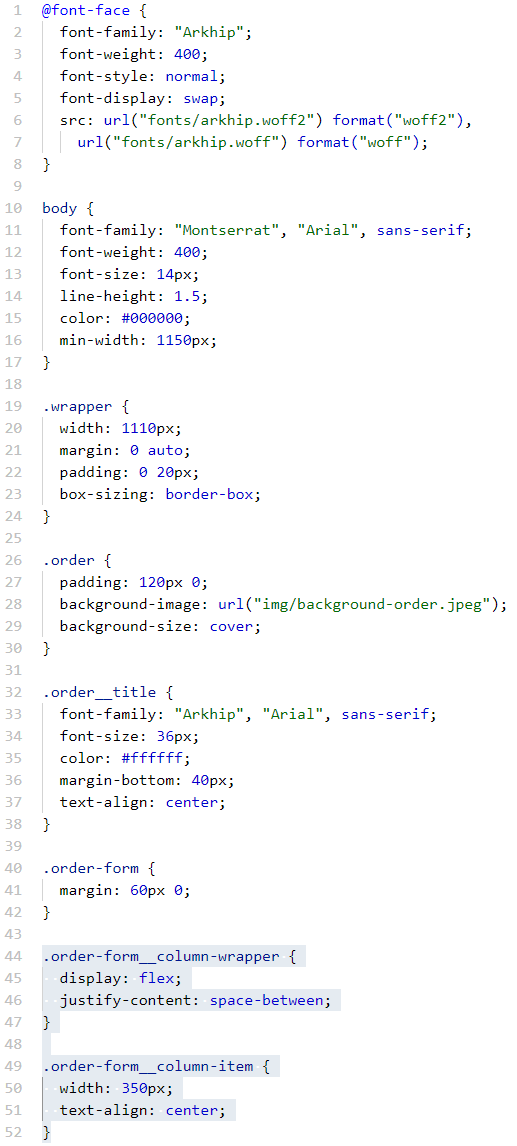 1 @font-face {
2 font-family: "Arkhip";
3 font-weight: 400;
4 font-style: normal;
5 font-display: swap;
6 src: url("fonts/arkhip.woff2") format("woff2"),
7 url("fonts/arkhip.woff") format("woff");
8 }
9
10 body {
11 font-family: "Montserrat", "Arial", sans-serif;
12 font-weight: 400;
13 font-size: 14px;
14 line-height: 1.5;
15 color: #000000;
16 min-width: 1150px;
17 }
18
19 .wrapper {
20 width: 1110px;
21 margin: 0 auto;
22 padding: 0 20px;
23 box-sizing: border-box;
24 }
25
26 .order {
27 padding: 120px 0;
28 background-image: url("img/background-order.jpeg");
29 background-size: cover;
30 }
31
32 .order__title {
33 font-family: "Arkhip", "Arial", sans-serif;
34 font-size: 36px;
35 color: #ffffff;
36 margin-bottom: 40px;
37 text-align: center;
38 }
39
40 .order-form {
41 margin: 60px 0;
42 }
43
44 .order-form__column-wrapper {
45 display: flex;
46 justify-content: space-between;
47 }
48
49 .order-form__column-item {
50 width: 350px;
51 text-align: center;
52 }